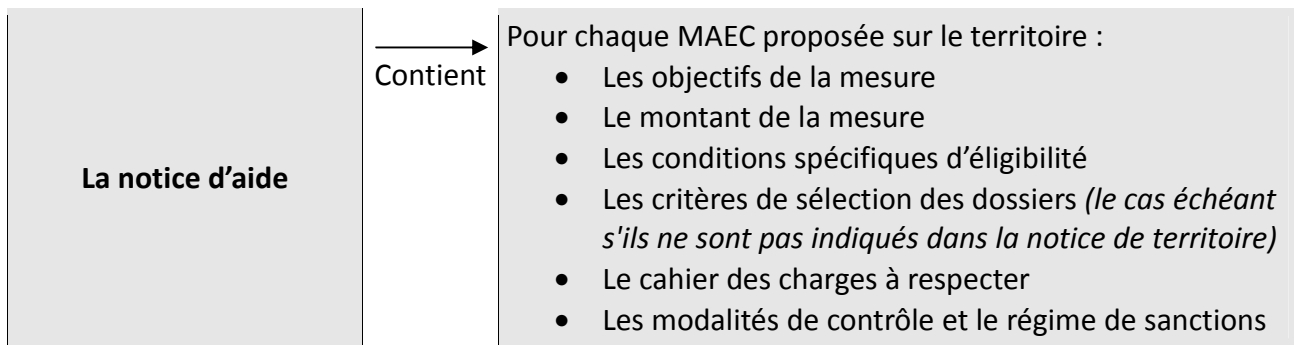 La notice d’aide
Contient
Pour chaque MAEC proposée sur le territoire :
• Les objectifs de la mesure
• Le montant de la mesure
• Les conditions spécifiques d’éligibilité
• Les critères de sélection des dossiers (le cas échéant
s'ils ne sont pas indiqués dans la notice de territoire)
• Le cahier des charges à respecter
• Les modalités de contrôle et le régime de sanctions